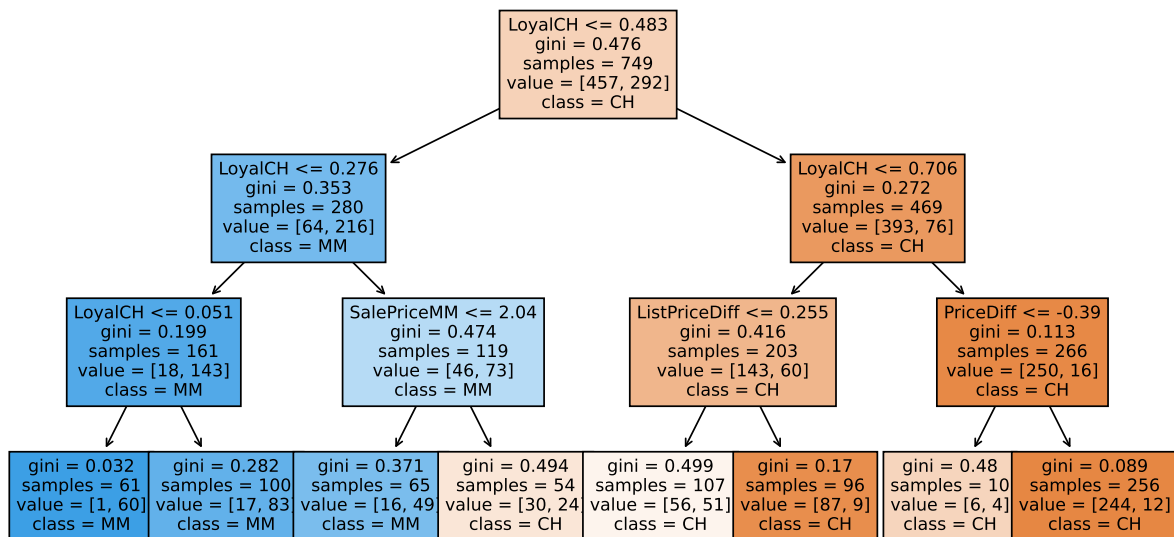 LoyalCH <= 0.483
gini = 0.476
samples = 749
value = [457, 292]
class = CH
LoyalCH <= 0.276
gini = 0.353
samples = 280
value = [64, 216]
class = MM
LoyalCH <= 0.706
gini = 0.272
samples = 469
value = [393, 76]
class = CH
LoyalCH <= 0.051
gini = 0.199
samples = 161
value = [18, 143]
class = MM
SalePriceMM <= 2.04
gini = 0.474
samples = 119
value = [46, 73]
class = MM
ListPriceDiff <= 0.255
gini = 0.416
samples = 203
value = [143, 60]
class = CH
PriceDiff <= -0.39
gini = 0.113
samples = 266
value = [250, 16]
class = CH
gini = 0.032
samples = 61
value = [1, 60]
class = MM
gini = 0.282
samples = 100
value = [17, 83]
class = MM
gini = 0.371
samples = 65
value = [16, 49]
class = MM
gini = 0.494
samples = 54
value = [30, 24]
class = CH
gini = 0.499
samples = 107
value = [56, 51]
class = CH
gini = 0.17
samples = 96
value = [87, 9]
class = CH
gini = 0.48
samples = 10
value = [6, 4]
class = CH
gini = 0.089
samples = 256
value = [244, 12]
class = CH